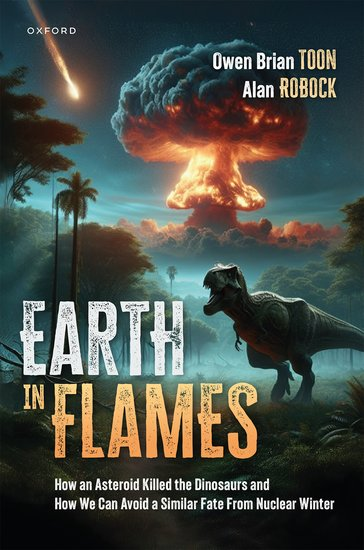 OXFORD
Owen Brian TOON
Alan ROBOCK
EARTH
IN FLAMES
How an Asteroid Killed the Dinosaurs and
How We Can Avoid a Similar Fate From Nuclear Winter